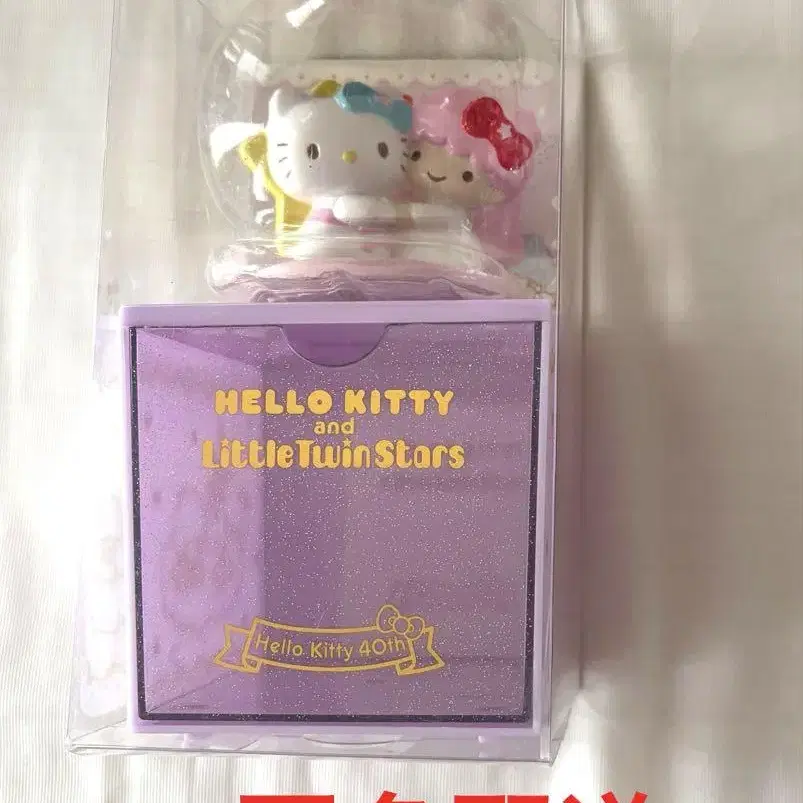 HELLO KITTY
and
LittleTwinStars
Hello Kitty 40th